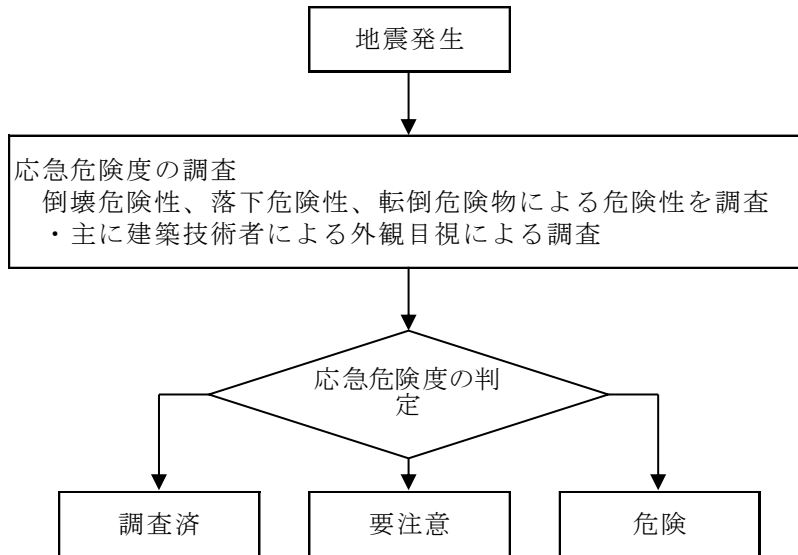 地震発生
応急危険度の調査
倒壊危険性、落下危険性、転倒危険物による危険性を調査
・主に建築技術者による外観目視による調査
応急危険度の判
定
調査済
要注意
危険